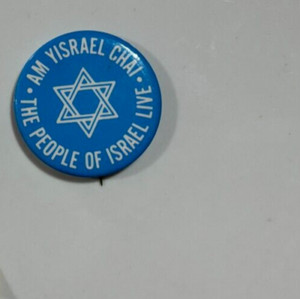 • AM YISRAEL CHAI •
THE PEOPLE OF ISRAEL LIVE